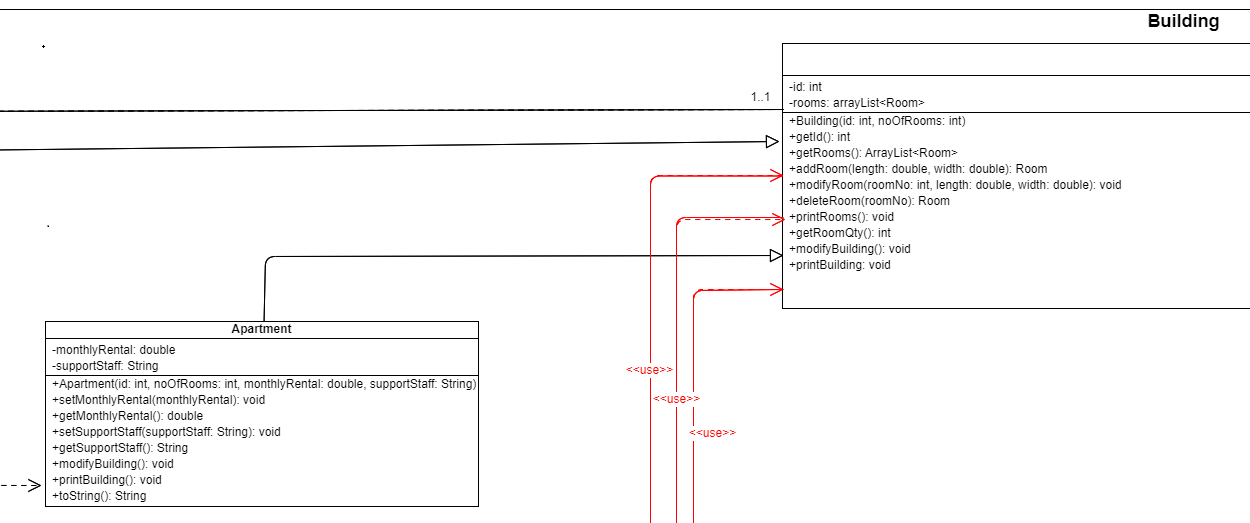 Building
1..1
-id: int
-rooms: arrayList<Room>
+Building(id: int, noOfRooms: int)
+getId(): int
+getRooms(): ArrayList<Room>
+addRoom(length: double, width: double): Room
+modifyRoom(roomNo: int, length: double, width: double): void
+deleteRoom(roomNo): Room
+printRooms(): void
+getRoomQty(): int
+modifyBuilding(): void
+printBuilding: void
Apartment
-monthlyRental: double
-supportStaff: String
+Apartment(id: int, noOfRooms: int, monthlyRental: double, supportStaff: String)
+setMonthlyRental(monthlyRental): void
+getMonthlyRental(): double
+setSupportStaff(supportStaff: String): void
+getSupportStaff(): String
+modifyBuilding(): void
+printBuilding(): void
+toString(): String
<<use>>
<<use>>
<<use>>